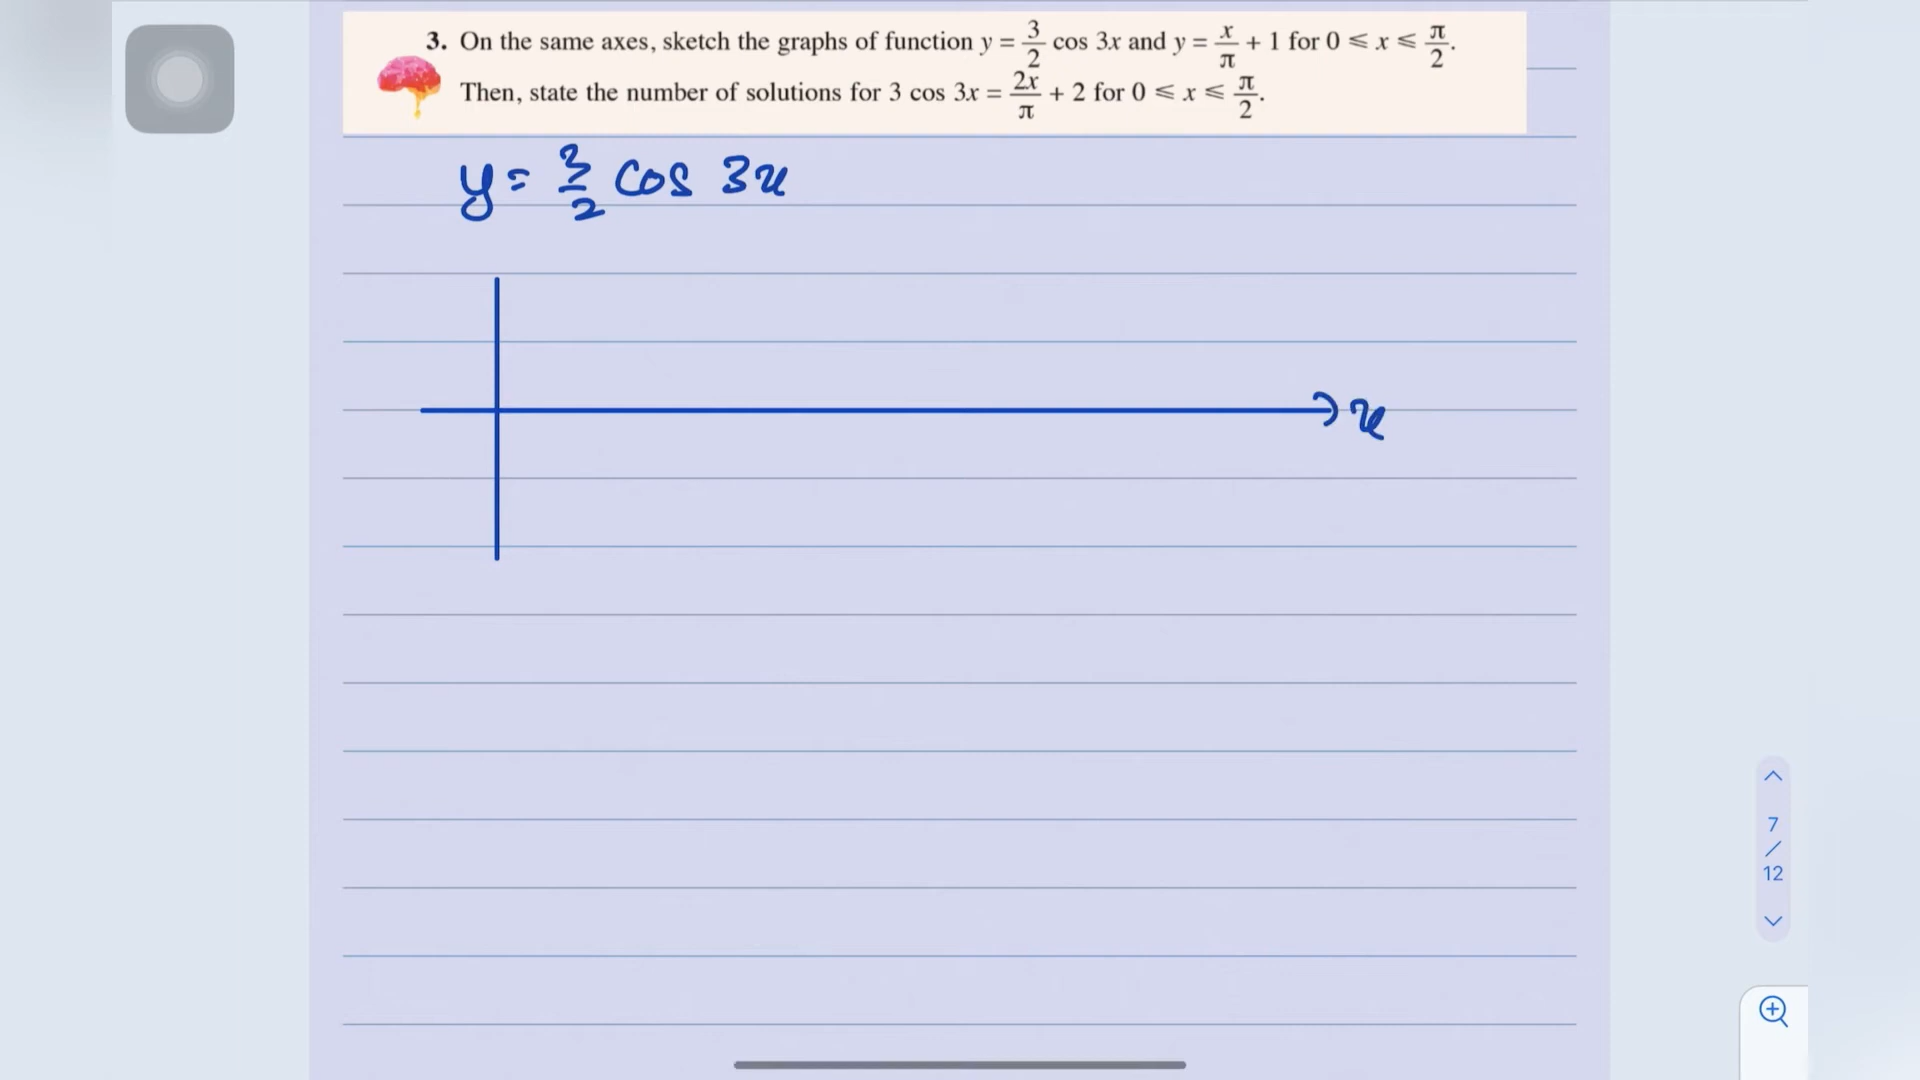 3. On the same axes, sketch the graphs of function y = 3/2 cos 3x and y = x/π + 1 for 0 ⩽ x ⩽ π/2.
Then, state the number of solutions for 3 cos 3x = 2x/π + 2 for 0 ⩽ x ⩽ π/2.
y = 3/2 cos 3x
x
7
/
12